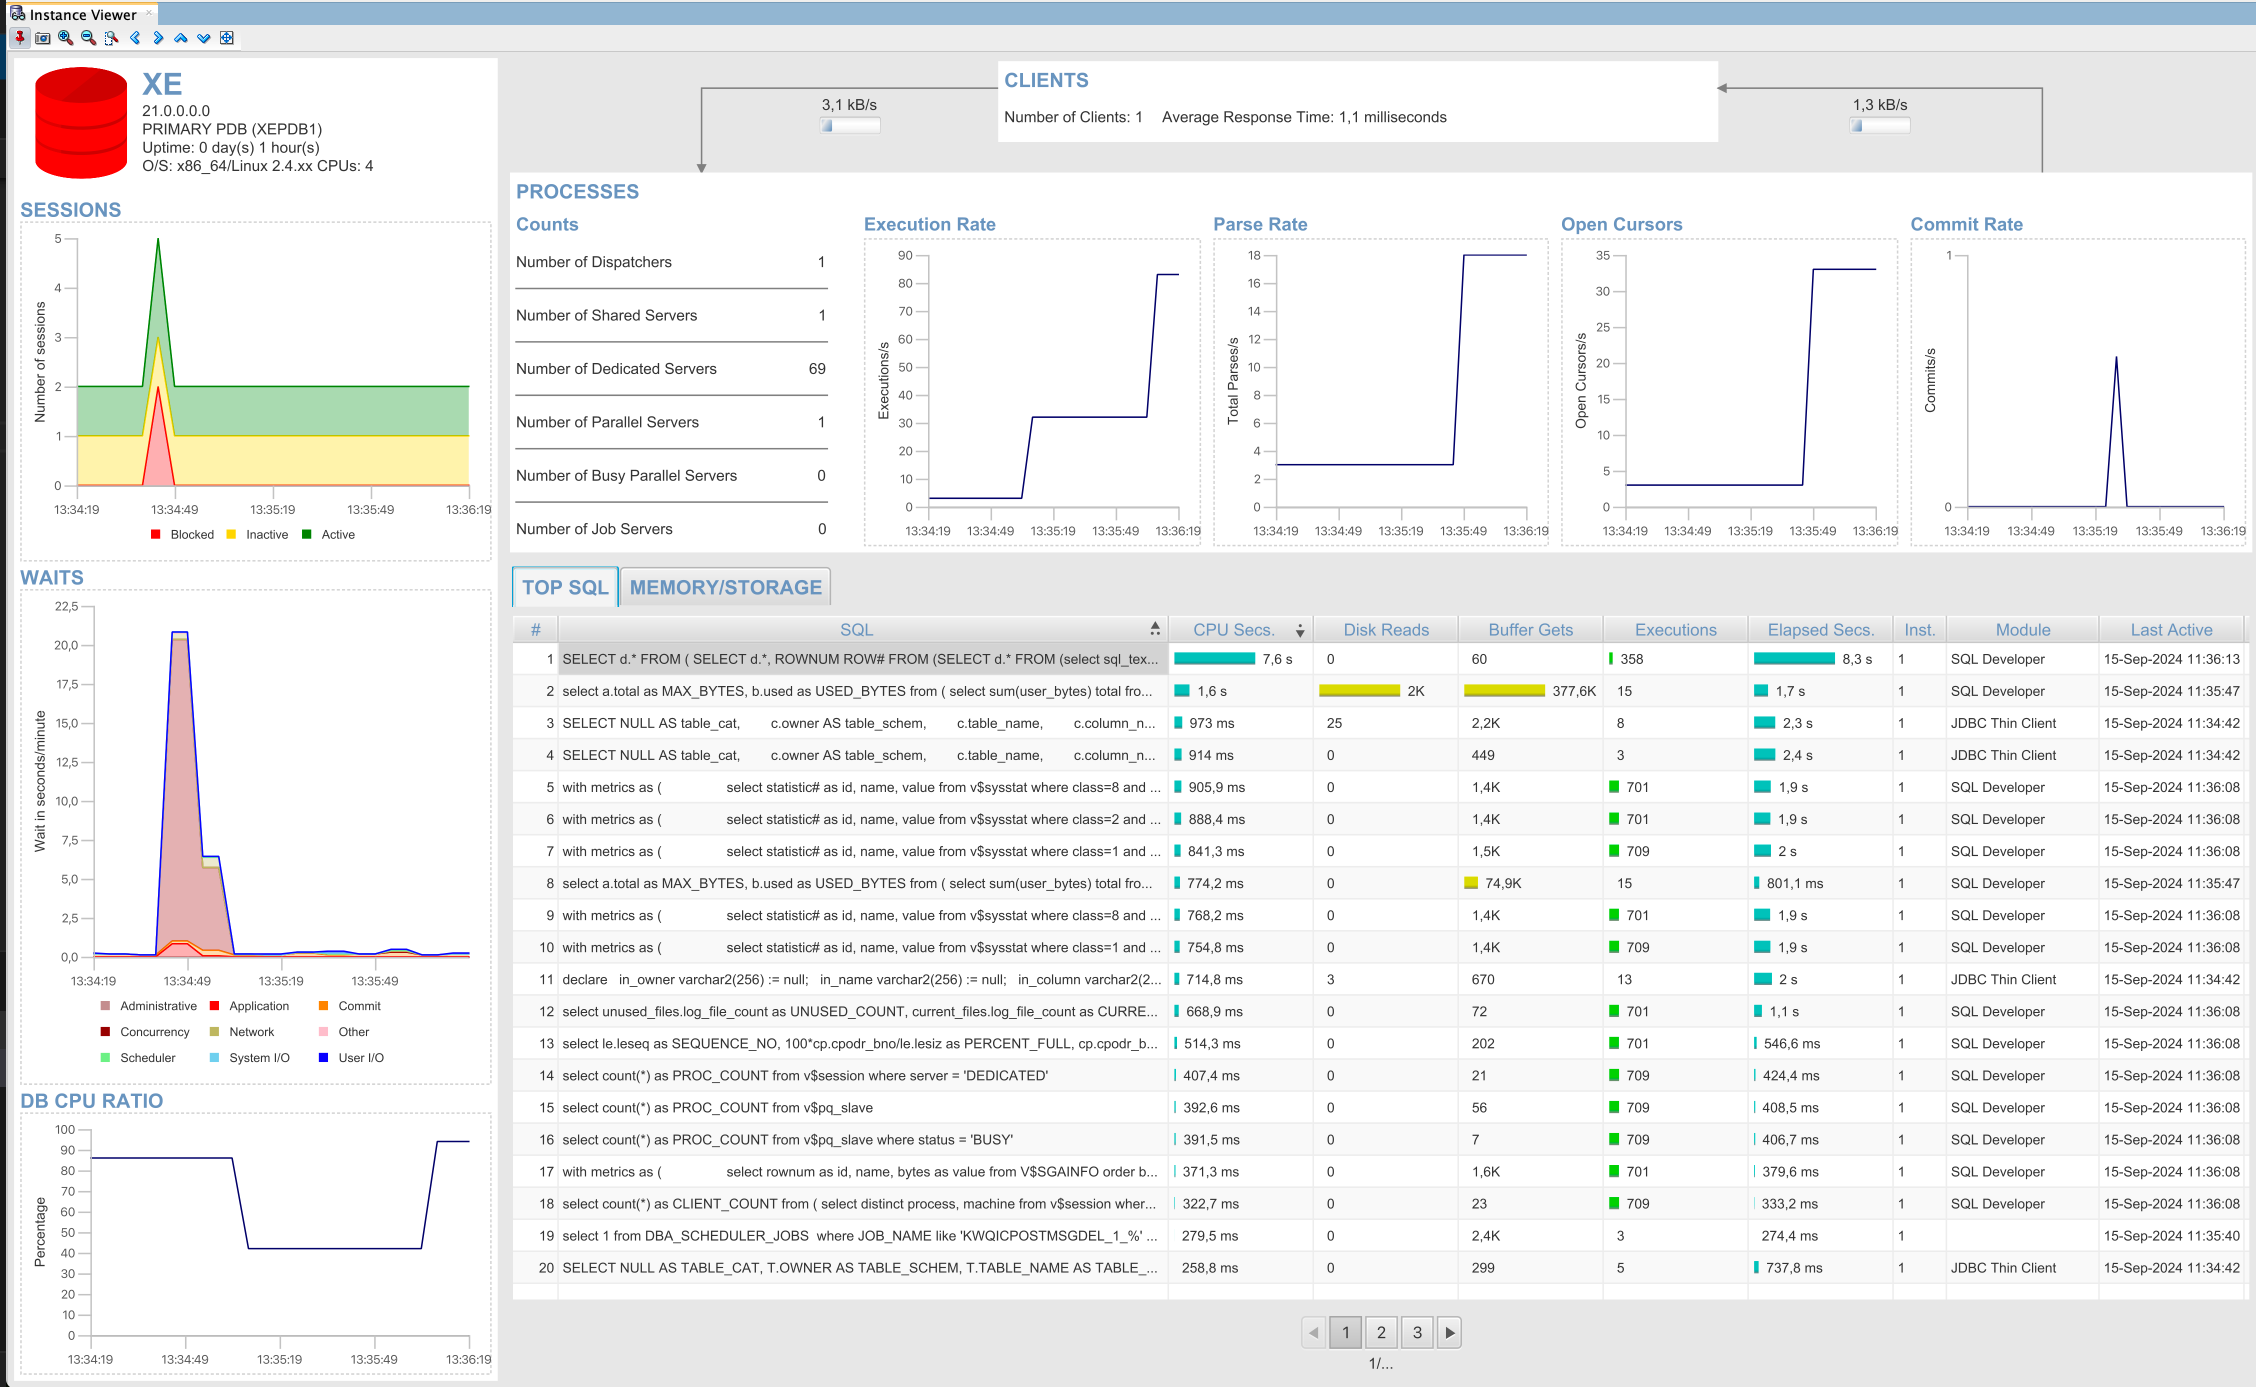 Instance Viewer
XE
21.0.0.0.0
PRIMARY PDB (XEPDB1)
Uptime: 0 day(s) 1 hour(s)
O/S: x86_64/Linux 2.4.xx CPUs: 4
SESSIONS
5
4
3
2
1
0
Number of sessions
13:34:19 13:34:49 13:35:19 13:35:49 13:36:19
Blocked Inactive Active
WAITS
22,5
20,0
17,5
15,0
12,5
10,0
7,5
5,0
2,5
0,0
Wait in seconds/minute
13:34:19 13:34:49 13:35:19 13:35:49
Administrative Application Commit
Concurrency Network Other
Scheduler System I/O User I/O
DB CPU RATIO
100
90
80
70
60
50
40
30
20
10
0
Percentage
13:34:19 13:34:49 13:35:19 13:35:49 13:36:19
3,1 kB/s
CLIENTS
Number of Clients: 1 Average Response Time: 1,1 milliseconds
1,3 kB/s
PROCESSES
Counts
Number of Dispatchers 1
Number of Shared Servers 1
Number of Dedicated Servers 69
Number of Parallel Servers 1
Number of Busy Parallel Servers 0
Number of Job Servers 0
Execution Rate
90
80
70
60
50
40
30
20
10
0
Executions/s
13:34:19 13:34:49 13:35:19 13:35:49 13:36:19
Parse Rate
18
16
14
12
10
8
6
4
2
0
Total Parses/s
13:34:19 13:34:49 13:35:19 13:35:49 13:36:19
Open Cursors
35
30
25
20
15
10
5
0
Open Cursors/s
13:34:19 13:34:49 13:35:19 13:35:49 13:36:19
Commit Rate
1
0
Commits/s
13:34:19 13:34:49 13:35:19 13:35:49 13:36:19
TOP SQL MEMORY/STORAGE
# SQL CPU Secs. Disk Reads Buffer Gets Executions Elapsed Secs. Inst. Module Last Active
1 SELECT d.* FROM ( SELECT d.*, ROWNUM ROW# FROM (SELECT d.* FROM (select sql_tex... 7,6 s 0 60 358 8,3 s 1 SQL Developer 15-Sep-2024 11:36:13
2 select a.total as MAX_BYTES, b.used as USED_BYTES from ( select sum(user_bytes) total fro... 1,6 s 2K 377,6K 15 1,7 s 1 SQL Developer 15-Sep-2024 11:35:47
3 SELECT NULL AS table_cat, c.owner AS table_schem, c.table_name, c.column_n... 973 ms 25 2,2K 8 2,3 s 1 JDBC Thin Client 15-Sep-2024 11:34:42
4 SELECT NULL AS table_cat, c.owner AS table_schem, c.table_name, c.column_n... 914 ms 0 449 3 2,4 s 1 JDBC Thin Client 15-Sep-2024 11:34:42
5 with metrics as ( select statistic# as id, name, value from v$sysstat where class=8 and ... 905,9 ms 0 1,4K 701 1,9 s 1 SQL Developer 15-Sep-2024 11:36:08
6 with metrics as ( select statistic# as id, name, value from v$sysstat where class=2 and ... 888,4 ms 0 1,4K 701 1,9 s 1 SQL Developer 15-Sep-2024 11:36:08
7 with metrics as ( select statistic# as id, name, value from v$sysstat where class=1 and ... 841,3 ms 0 1,5K 709 2 s 1 SQL Developer 15-Sep-2024 11:36:08
8 select a.total as MAX_BYTES, b.used as USED_BYTES from ( select sum(user_bytes) total fro... 774,2 ms 0 74,9K 15 801,1 ms 1 SQL Developer 15-Sep-2024 11:35:47
9 with metrics as ( select statistic# as id, name, value from v$sysstat where class=8 and ... 768,2 ms 0 1,4K 701 1,9 s 1 SQL Developer 15-Sep-2024 11:36:08
10 with metrics as ( select statistic# as id, name, value from v$sysstat where class=1 and ... 754,8 ms 0 1,4K 709 1,9 s 1 SQL Developer 15-Sep-2024 11:36:08
11 declare in_owner varchar2(256) := null; in_name varchar2(256) := null; in_column varchar2(2... 714,8 ms 3 670 13 2 s 1 JDBC Thin Client 15-Sep-2024 11:34:42
12 select unused_files.log_file_count as UNUSED_COUNT, current_files.log_file_count as CURRE... 668,9 ms 0 72 701 1,1 s 1 SQL Developer 15-Sep-2024 11:36:08
13 select le.leseq as SEQUENCE_NO, 100*cp.cpodr_bno/le.lesiz as PERCENT_FULL, cp.cpodr_b... 514,3 ms 0 202 701 546,6 ms 1 SQL Developer 15-Sep-2024 11:36:08
14 select count(*) as PROC_COUNT from v$session where server = 'DEDICATED' 407,4 ms 0 21 709 424,4 ms 1 SQL Developer 15-Sep-2024 11:36:08
15 select count(*) as PROC_COUNT from v$pq_slave 392,6 ms 0 56 709 408,5 ms 1 SQL Developer 15-Sep-2024 11:36:08
16 select count(*) as PROC_COUNT from v$pq_slave where status = 'BUSY' 391,5 ms 0 7 709 406,7 ms 1 SQL Developer 15-Sep-2024 11:36:08
17 with metrics as ( select rownum as id, name, bytes as value from V$SGAINFO order b... 371,3 ms 0 1,6K 701 379,6 ms 1 SQL Developer 15-Sep-2024 11:36:08
18 select count(*) as CLIENT_COUNT from ( select distinct process, machine from v$session wher... 322,7 ms 0 23 709 333,2 ms 1 SQL Developer 15-Sep-2024 11:36:08
19 select 1 from DBA_SCHEDULER_JOBS where JOB_NAME like 'KWQICPOSTMSGDEL_1_%' ... 279,5 ms 0 2,4K 3 274,4 ms 1 15-Sep-2024 11:35:40
20 SELECT NULL AS TABLE_CAT, T.OWNER AS TABLE_SCHEM, T.TABLE_NAME AS TABLE_... 258,8 ms 0 299 5 737,8 ms 1 JDBC Thin Client 15-Sep-2024 11:34:42
1 2 3
1/...